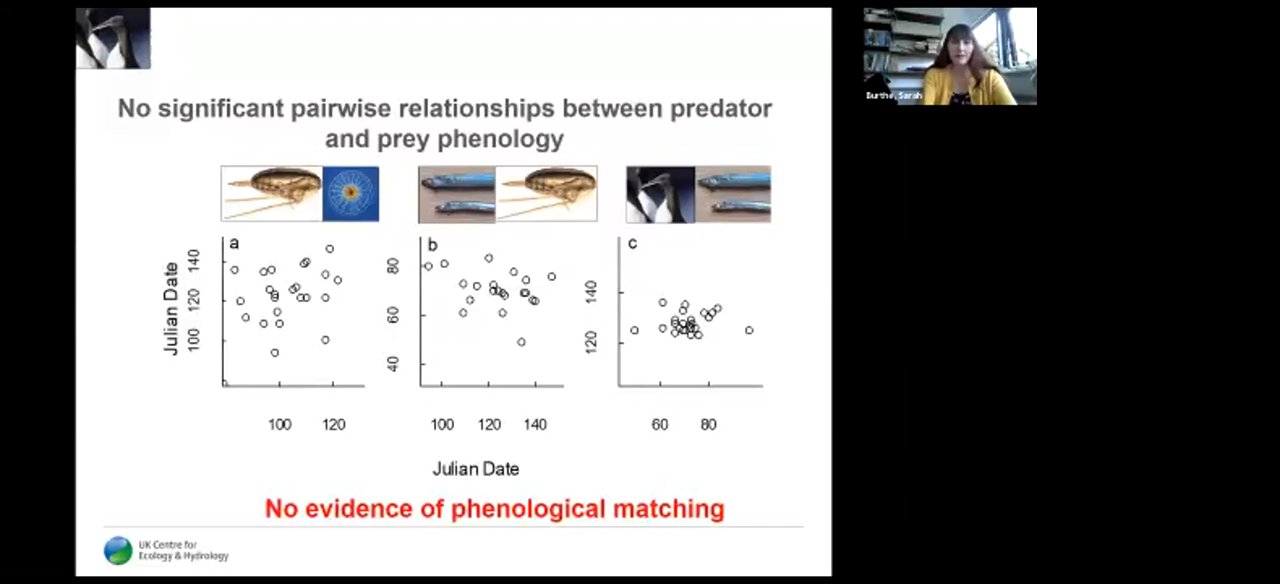 Burthe, Sarah
No significant pairwise relationships between predator
and prey phenology
a
b
c
Julian Date
100 120 140
40 60 80
120 140
100 120
100 120 140
60 80
Julian Date
No evidence of phenological matching
UK Centre for
Ecology & Hydrology